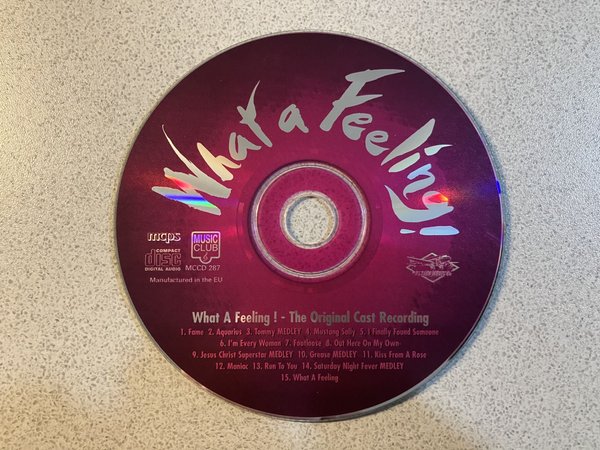 What a Feeling!
mcps
COMPACT
disc
DIGITAL AUDIO
MUSIC
CLUB
MCCD 287
Manufactured in the EU
What A Feeling ! - The Original Cast Recording
1. Fame 2. Aquarius 3. Tommy MEDLEY 4. Mustang Sally 5. I Finally Found Someone
6. I'm Every Woman 7. Footloose 8. Out Here On My Own-
9. Jesus Christ Superstar MEDLEY 10. Grease MEDLEY 11. Kiss From A Rose
12. Maniac 13. Run To You 14. Saturday Night Fever MEDLEY
15. What A Feeling